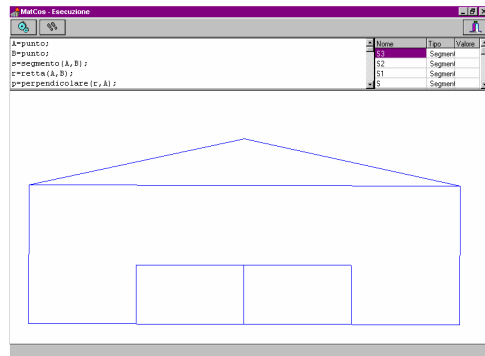 MatCos - Esecuzione
A=punto;
B=punto;
s=segmento(A,B);
r=retta(A,B);
p=perpendicolare(r,A);
Nome Tipo Valore
S3 Segment
S2 Segment
S1 Segment
S Segment